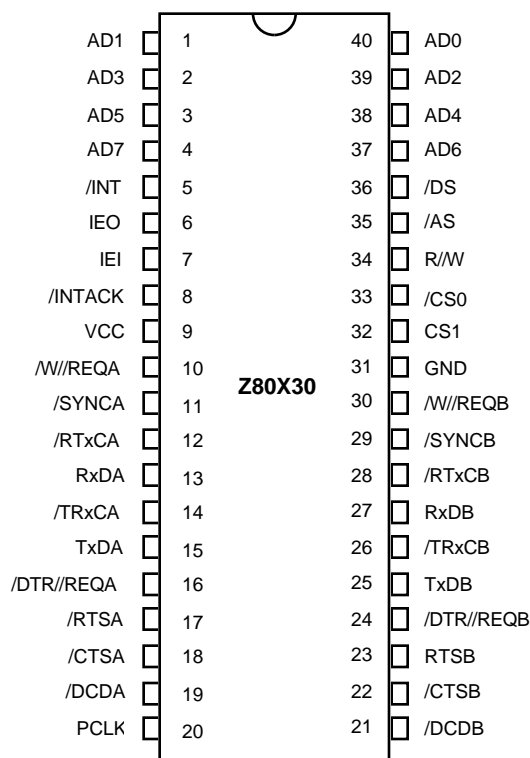 AD1 1 40 AD0
AD3 2 39 AD2
AD5 3 38 AD4
AD7 4 37 AD6
/INT 5 36 /DS
IEO 6 35 /AS
IEI 7 34 R//W
/INTACK 8 33 /CS0
VCC 9 32 CS1
/W//REQA 10 31 GND
Z80X30
/SYNCA 11 30 /W//REQB
/RTxCA 12 29 /SYNCB
RxDA 13 28 /RTxCB
/TRxCA 14 27 RxDB
TxDA 15 26 /TRxCB
/DTR//REQA 16 25 TxDB
/RTSA 17 24 /DTR//REQB
/CTSA 18 23 RTSB
/DCDA 19 22 /CTSB
PCLK 20 21 /DCDB